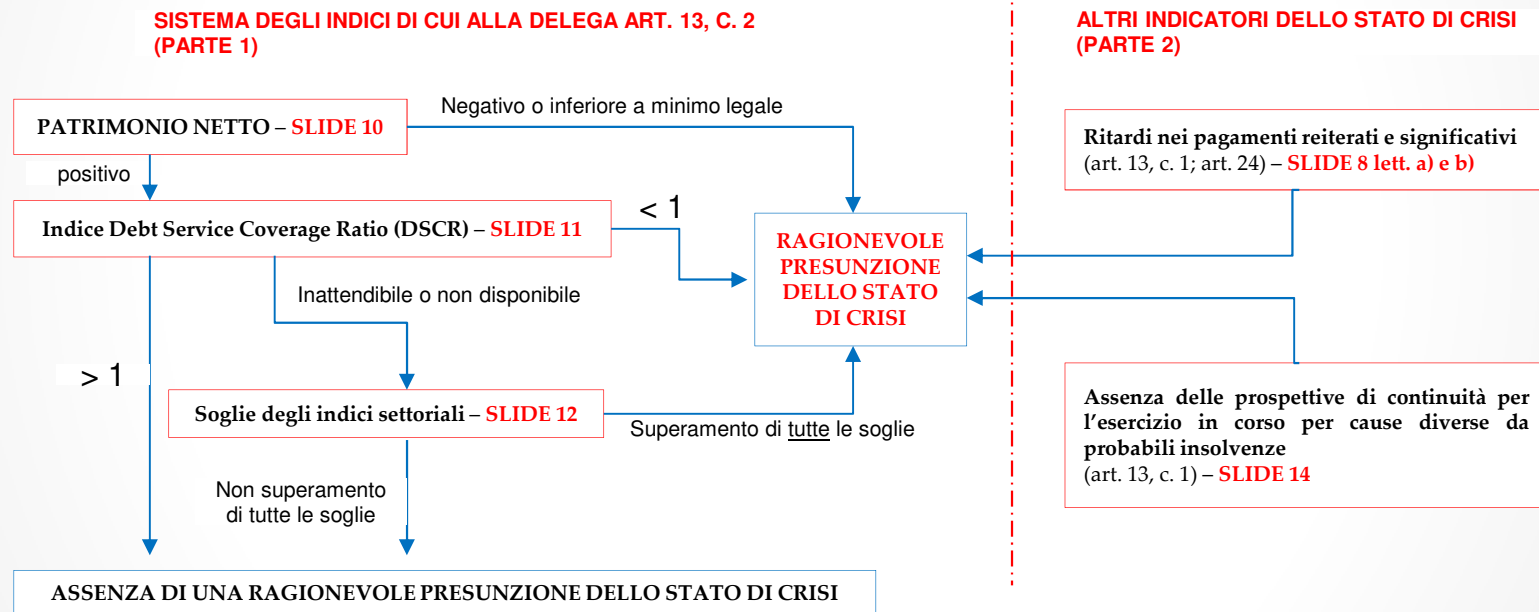 SISTEMA DEGLI INDICI DI CUI ALLA DELEGA ART. 13, C. 2
(PARTE 1)
ALTRI INDICATORI DELLO STATO DI CRISI
(PARTE 2)
Negativo o inferiore a minimo legale
PATRIMONIO NETTO – SLIDE 10
positivo
Indice Debt Service Coverage Ratio (DSCR) – SLIDE 11
< 1
Inattendibile o non disponibile
> 1
Soglie degli indici settoriali – SLIDE 12
Superamento di tutte le soglie
Non superamento
di tutte le soglie
RAGIONEVOLE
PRESUNZIONE
DELLO STATO
DI CRISI
ASSENZA DI UNA RAGIONEVOLE PRESUNZIONE DELLO STATO DI CRISI
Ritardi nei pagamenti reiterati e significativi
(art. 13, c. 1; art. 24) – SLIDE 8 lett. a) e b)
Assenza delle prospettive di continuità per
l’esercizio in corso per cause diverse da
probabili insolvenze
(art. 13, c. 1) – SLIDE 14